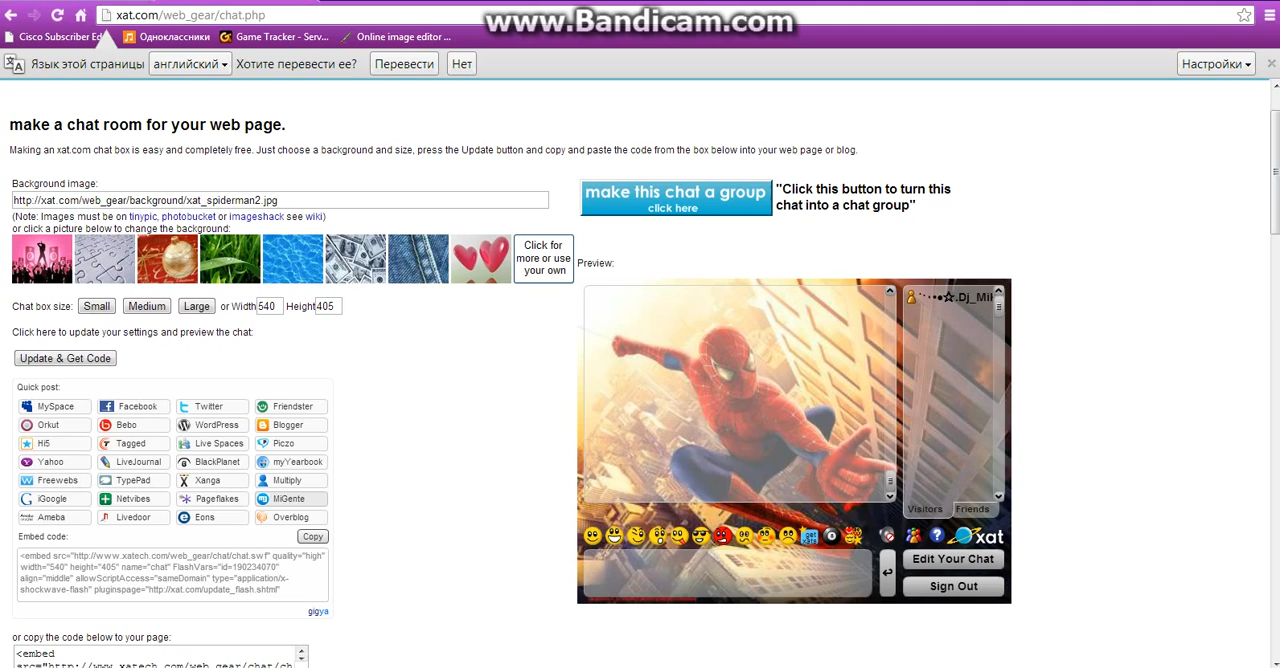 xat.com/web_gear/chat.php
www.Bandicam.com
Cisco Subscriber Ed
Одноклассники
Game Tracker - Serv...
Online image editor ...
Язык этой страницы
английский
Хотите перевести ее?
Перевести
Нет
Настройки
make a chat room for your web page.
Making an xat.com chat box is easy and completely free. Just choose a background and size, press the Update button and copy and paste the code from the box below into your web page or blog.
Background image:
http://xat.com/web_gear/background/xat_spiderman2.jpg
(Note: Images must be on tinypic, photobucket or imageshack see wiki)
or click a picture below to change the background:
Click for
more or use
your own
make this chat a group
click here
"Click this button to turn this
chat into a chat group"
Chat box size: Small Medium Large or Width 540 Height 405
Click here to update your settings and preview the chat:
Update & Get Code
Quick post:
MySpace Facebook Twitter Friendster
Orkut Bebo WordPress Blogger
Hi5 Tagged Live Spaces Piczo
Yahoo LiveJournal BlackPlanet myYearbook
Freewebs TypePad Xanga Multiply
iGoogle Netvibes Pageflakes MiGente
Ameba Livedoor Eons Overblog
Embed code:
Copy
<embed src="http://www.xatech.com/web_gear/chat/chat.swf" quality="high"
width="540" height="405" name="chat" FlashVars="id=190234070"
align="middle" allowScriptAccess="sameDomain" type="application/x-
shockwave-flash" pluginspage="http://xat.com/update_flash.shtml"
gigya
or copy the code below to your page:
<embed
src="http://www.xatech.com/web_gear/chat/ch
Preview:
Dj_Mik
Visitors Friends
get xats
xat
Edit Your Chat
Sign Out